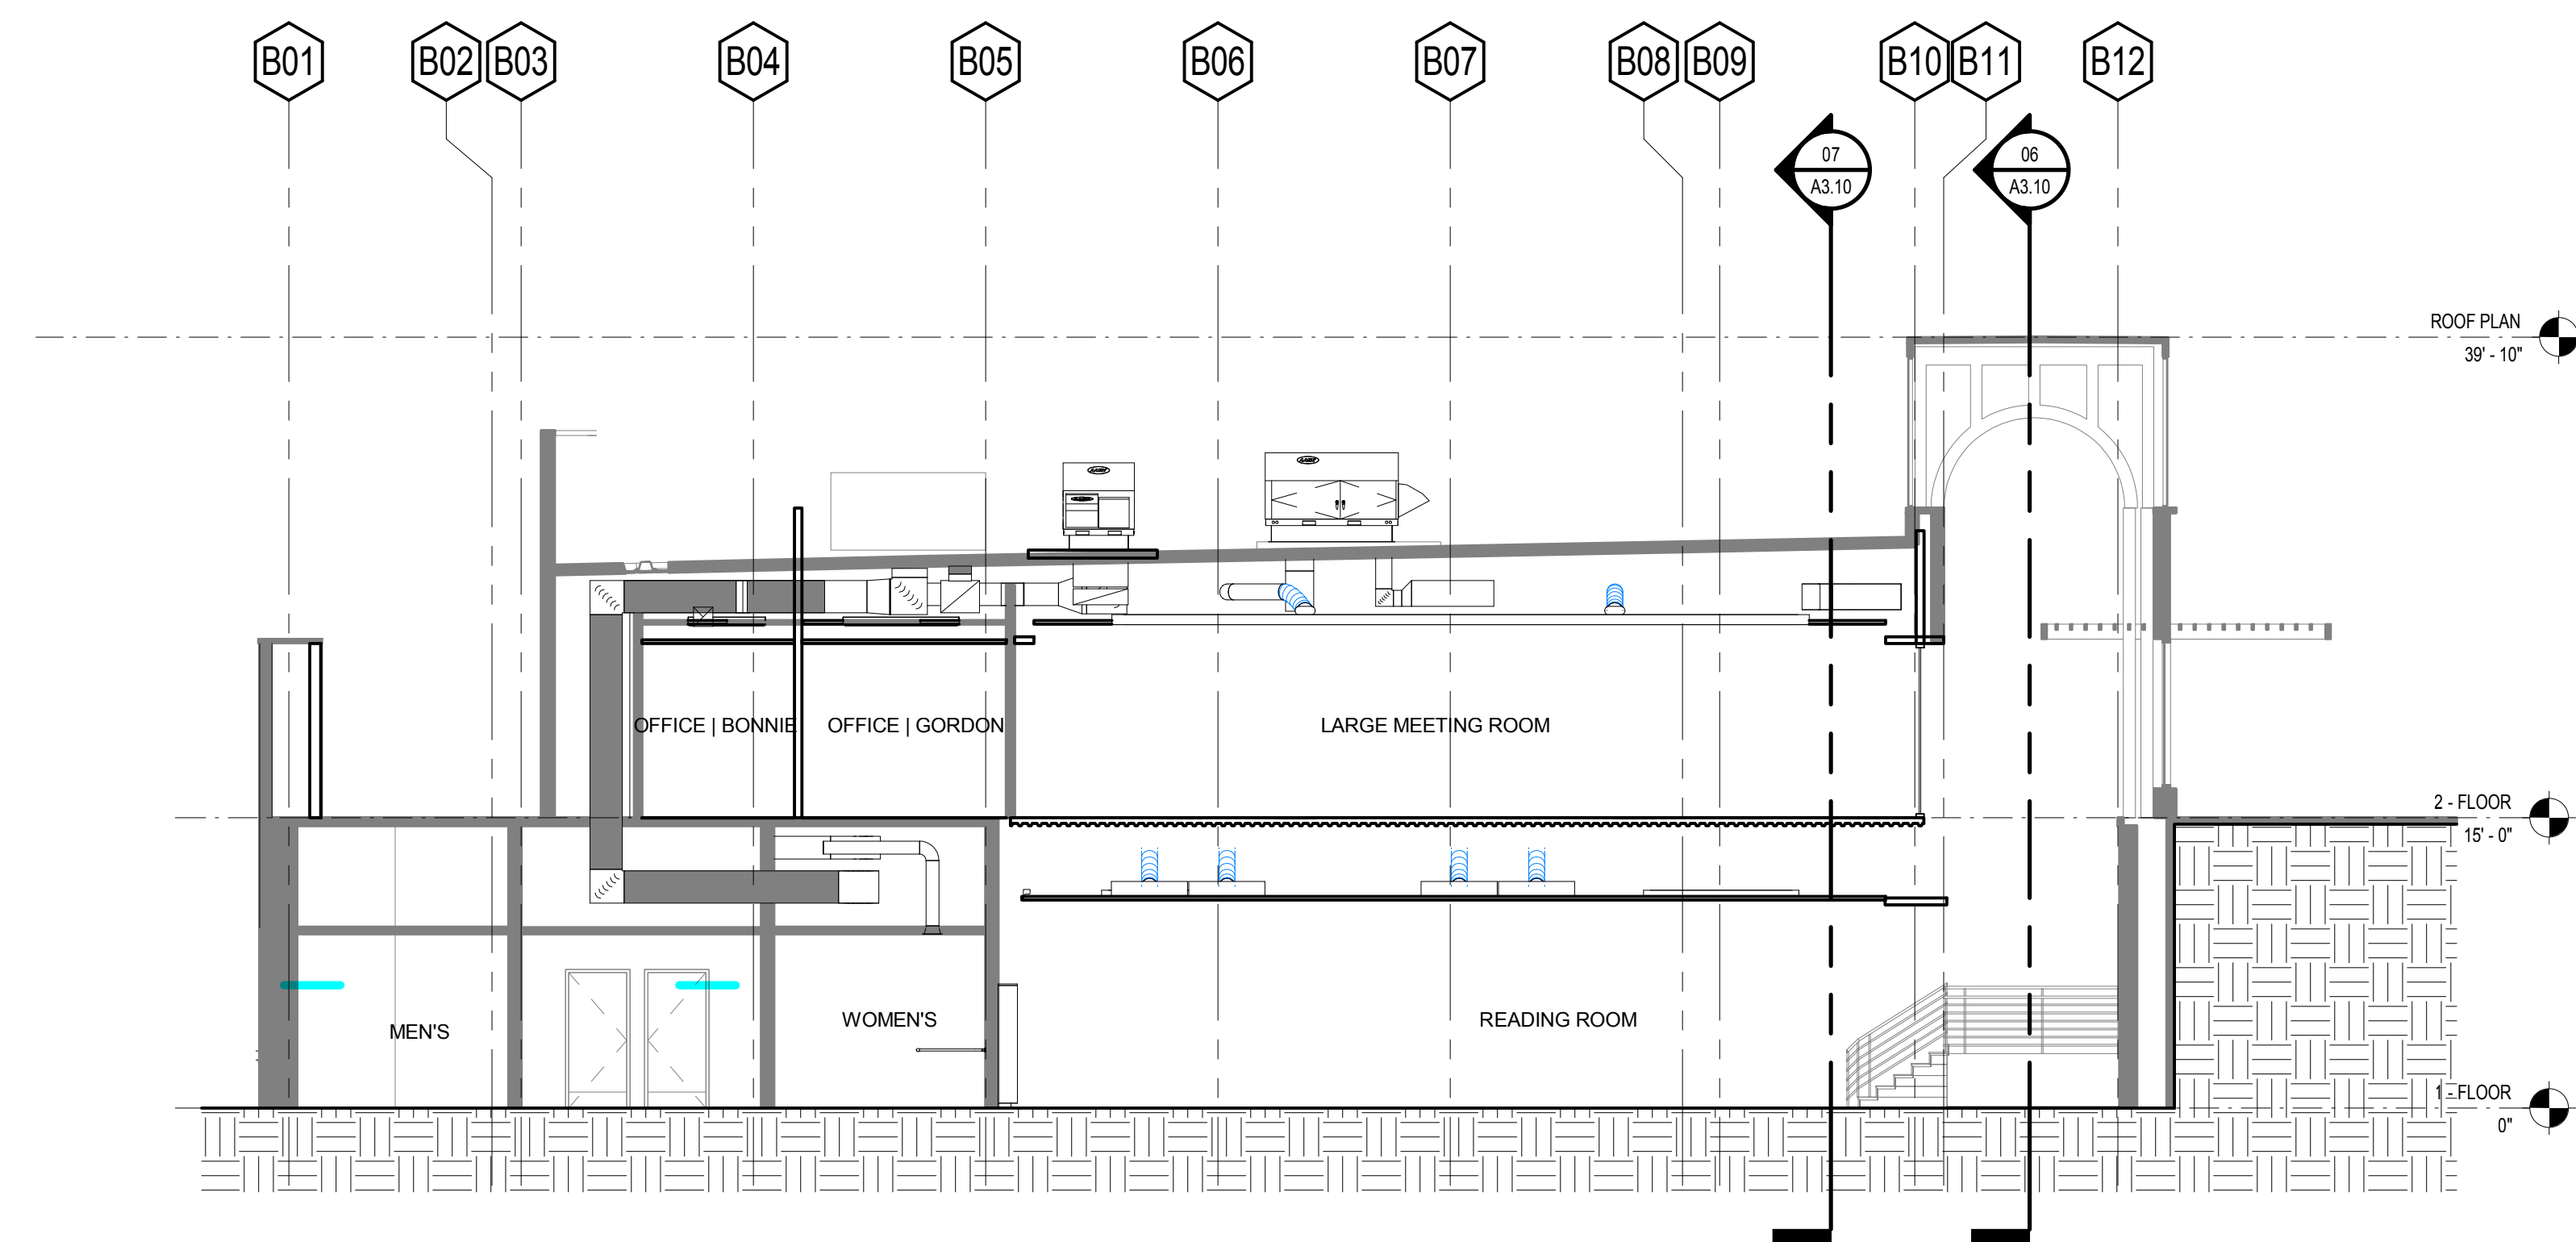 B01 B02 B03 B04 B05 B06 B07 B08 B09 B10 B11 B12
07
A3.10
06
A3.10
ROOF PLAN
39' - 10"
OFFICE | BONNIE
OFFICE | GORDON
LARGE MEETING ROOM
2 - FLOOR
15' - 0"
MEN'S
WOMEN'S
READING ROOM
1 - FLOOR
0"